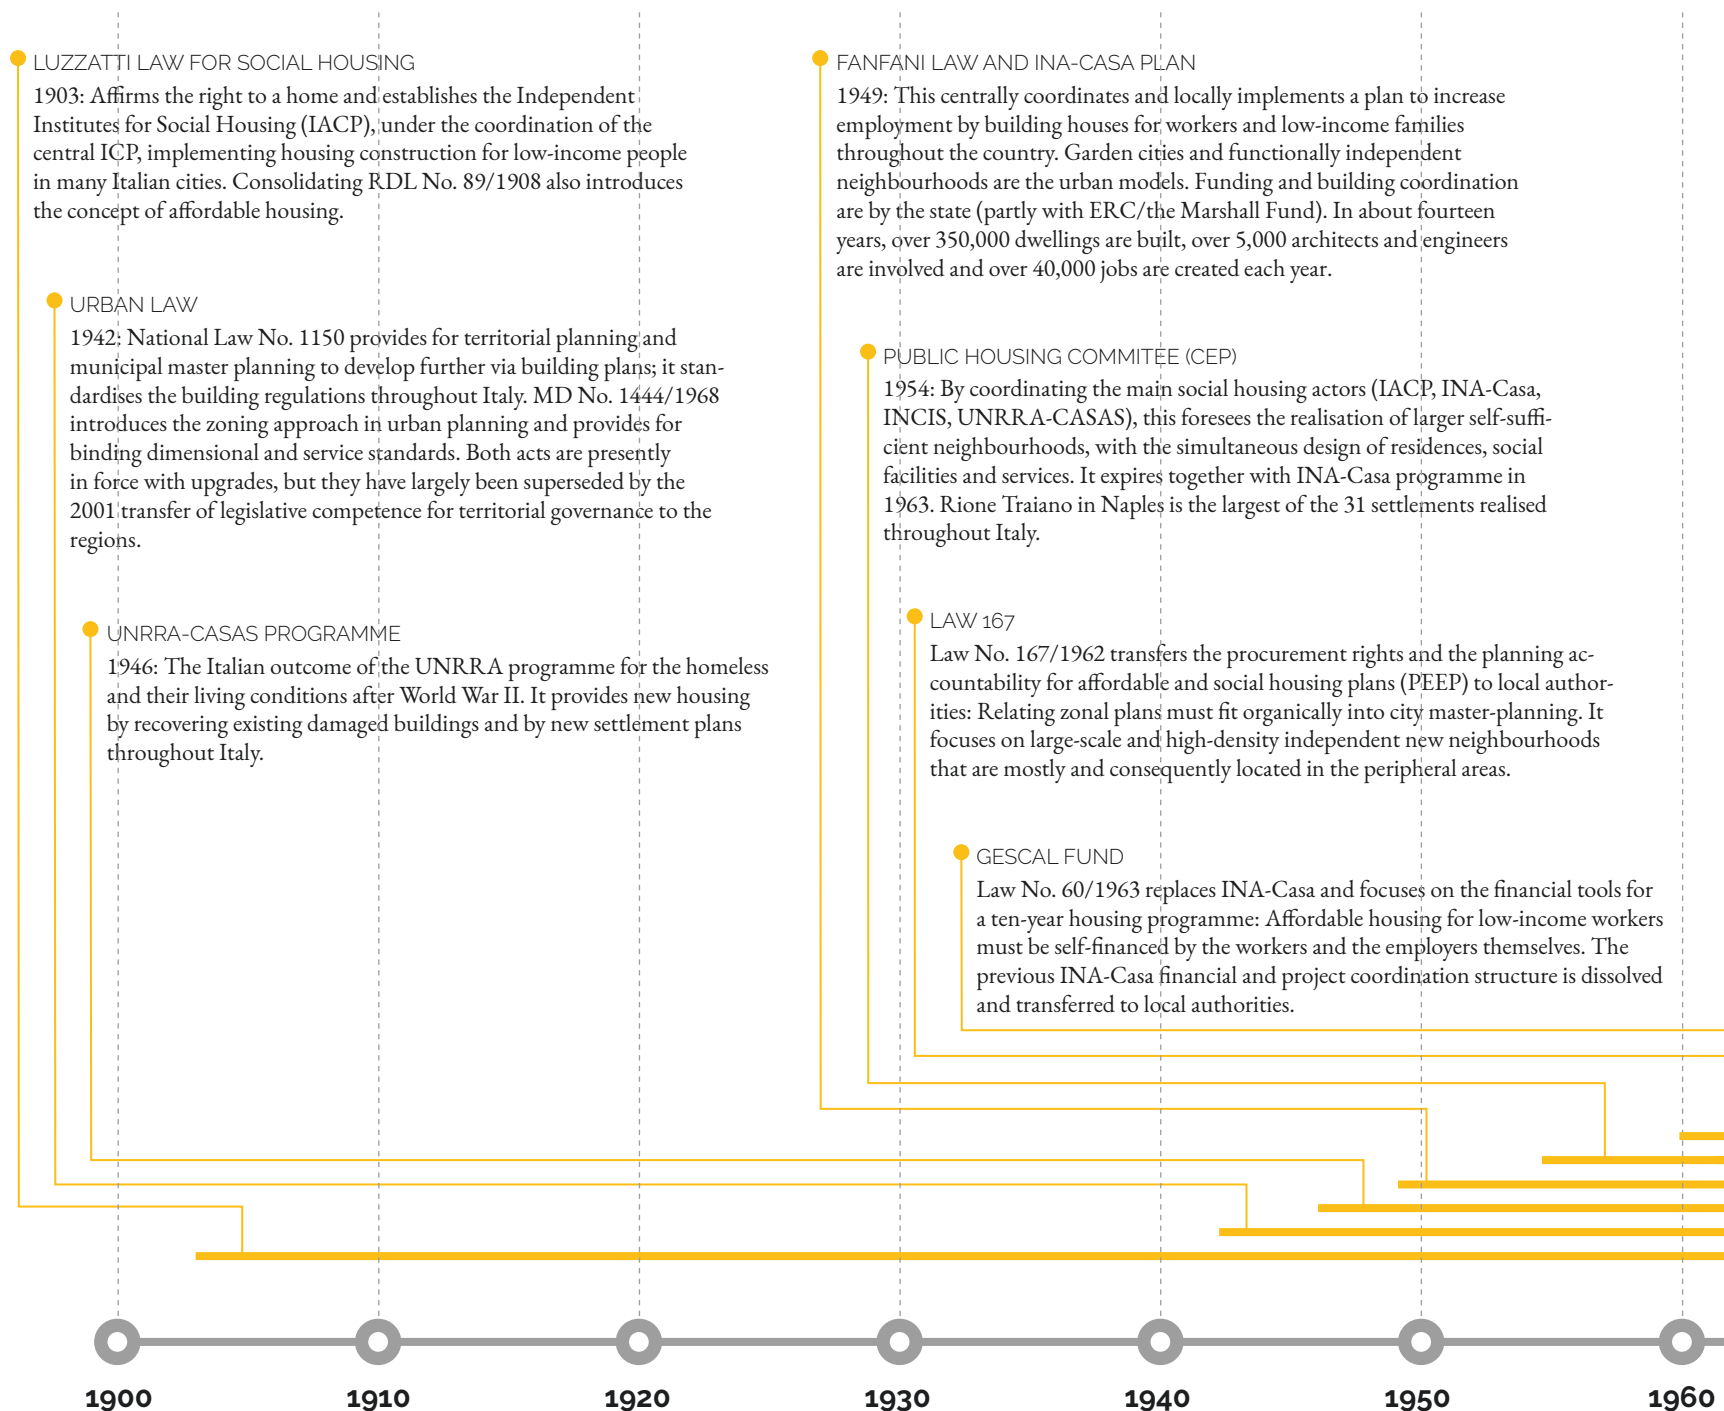 LUZZATTI LAW FOR SOCIAL HOUSING
1903: Affirms the right to a home and establishes the Independent
Institutes for Social Housing (IACP), under the coordination of the
central ICP, implementing housing construction for low-income people
in many Italian cities. Consolidating RDL No. 89/1908 also introduces
the concept of affordable housing.
URBAN LAW
1942: National Law No. 1150 provides for territorial planning and
municipal master planning to develop further via building plans; it stan-
dardises the building regulations throughout Italy. MD No. 1444/1968
introduces the zoning approach in urban planning and provides for
binding dimensional and service standards. Both acts are presently
in force with upgrades, but they have largely been superseded by the
2001 transfer of legislative competence for territorial governance to the
regions.
UNRRA-CASAS PROGRAMME
1946: The Italian outcome of the UNRRA programme for the homeless
and their living conditions after World War II. It provides new housing
by recovering existing damaged buildings and by new settlement plans
throughout Italy.
FANFANI LAW AND INA-CASA PLAN
1949: This centrally coordinates and locally implements a plan to increase
employment by building houses for workers and low-income families
throughout the country. Garden cities and functionally independent
neighbourhoods are the urban models. Funding and building coordination
are by the state (partly with ERC/the Marshall Fund). In about fourteen
years, over 350,000 dwellings are built, over 5,000 architects and engineers
are involved and over 40,000 jobs are created each year.
PUBLIC HOUSING COMMITEE (CEP)
1954: By coordinating the main social housing actors (IACP, INA-Casa,
INCIS, UNRRA-CASAS), this foresees the realisation of larger self-suffi-
cient neighbourhoods, with the simultaneous design of residences, social
facilities and services. It expires together with INA-Casa programme in
1963. Rione Traiano in Naples is the largest of the 31 settlements realised
throughout Italy.
LAW 167
Law No. 167/1962 transfers the procurement rights and the planning ac-
countability for affordable and social housing plans (PEEP) to local author-
ities: Relating zonal plans must fit organically into city master-planning. It
focuses on large-scale and high-density independent new neighbourhoods
that are mostly and consequently located in the peripheral areas.
GESCAL FUND
Law No. 60/1963 replaces INA-Casa and focuses on the financial tools for
a ten-year housing programme: Affordable housing for low-income workers
must be self-financed by the workers and the employers themselves. The
previous INA-Casa financial and project coordination structure is dissolved
and transferred to local authorities.
1900 1910 1920 1930 1940 1950 1960